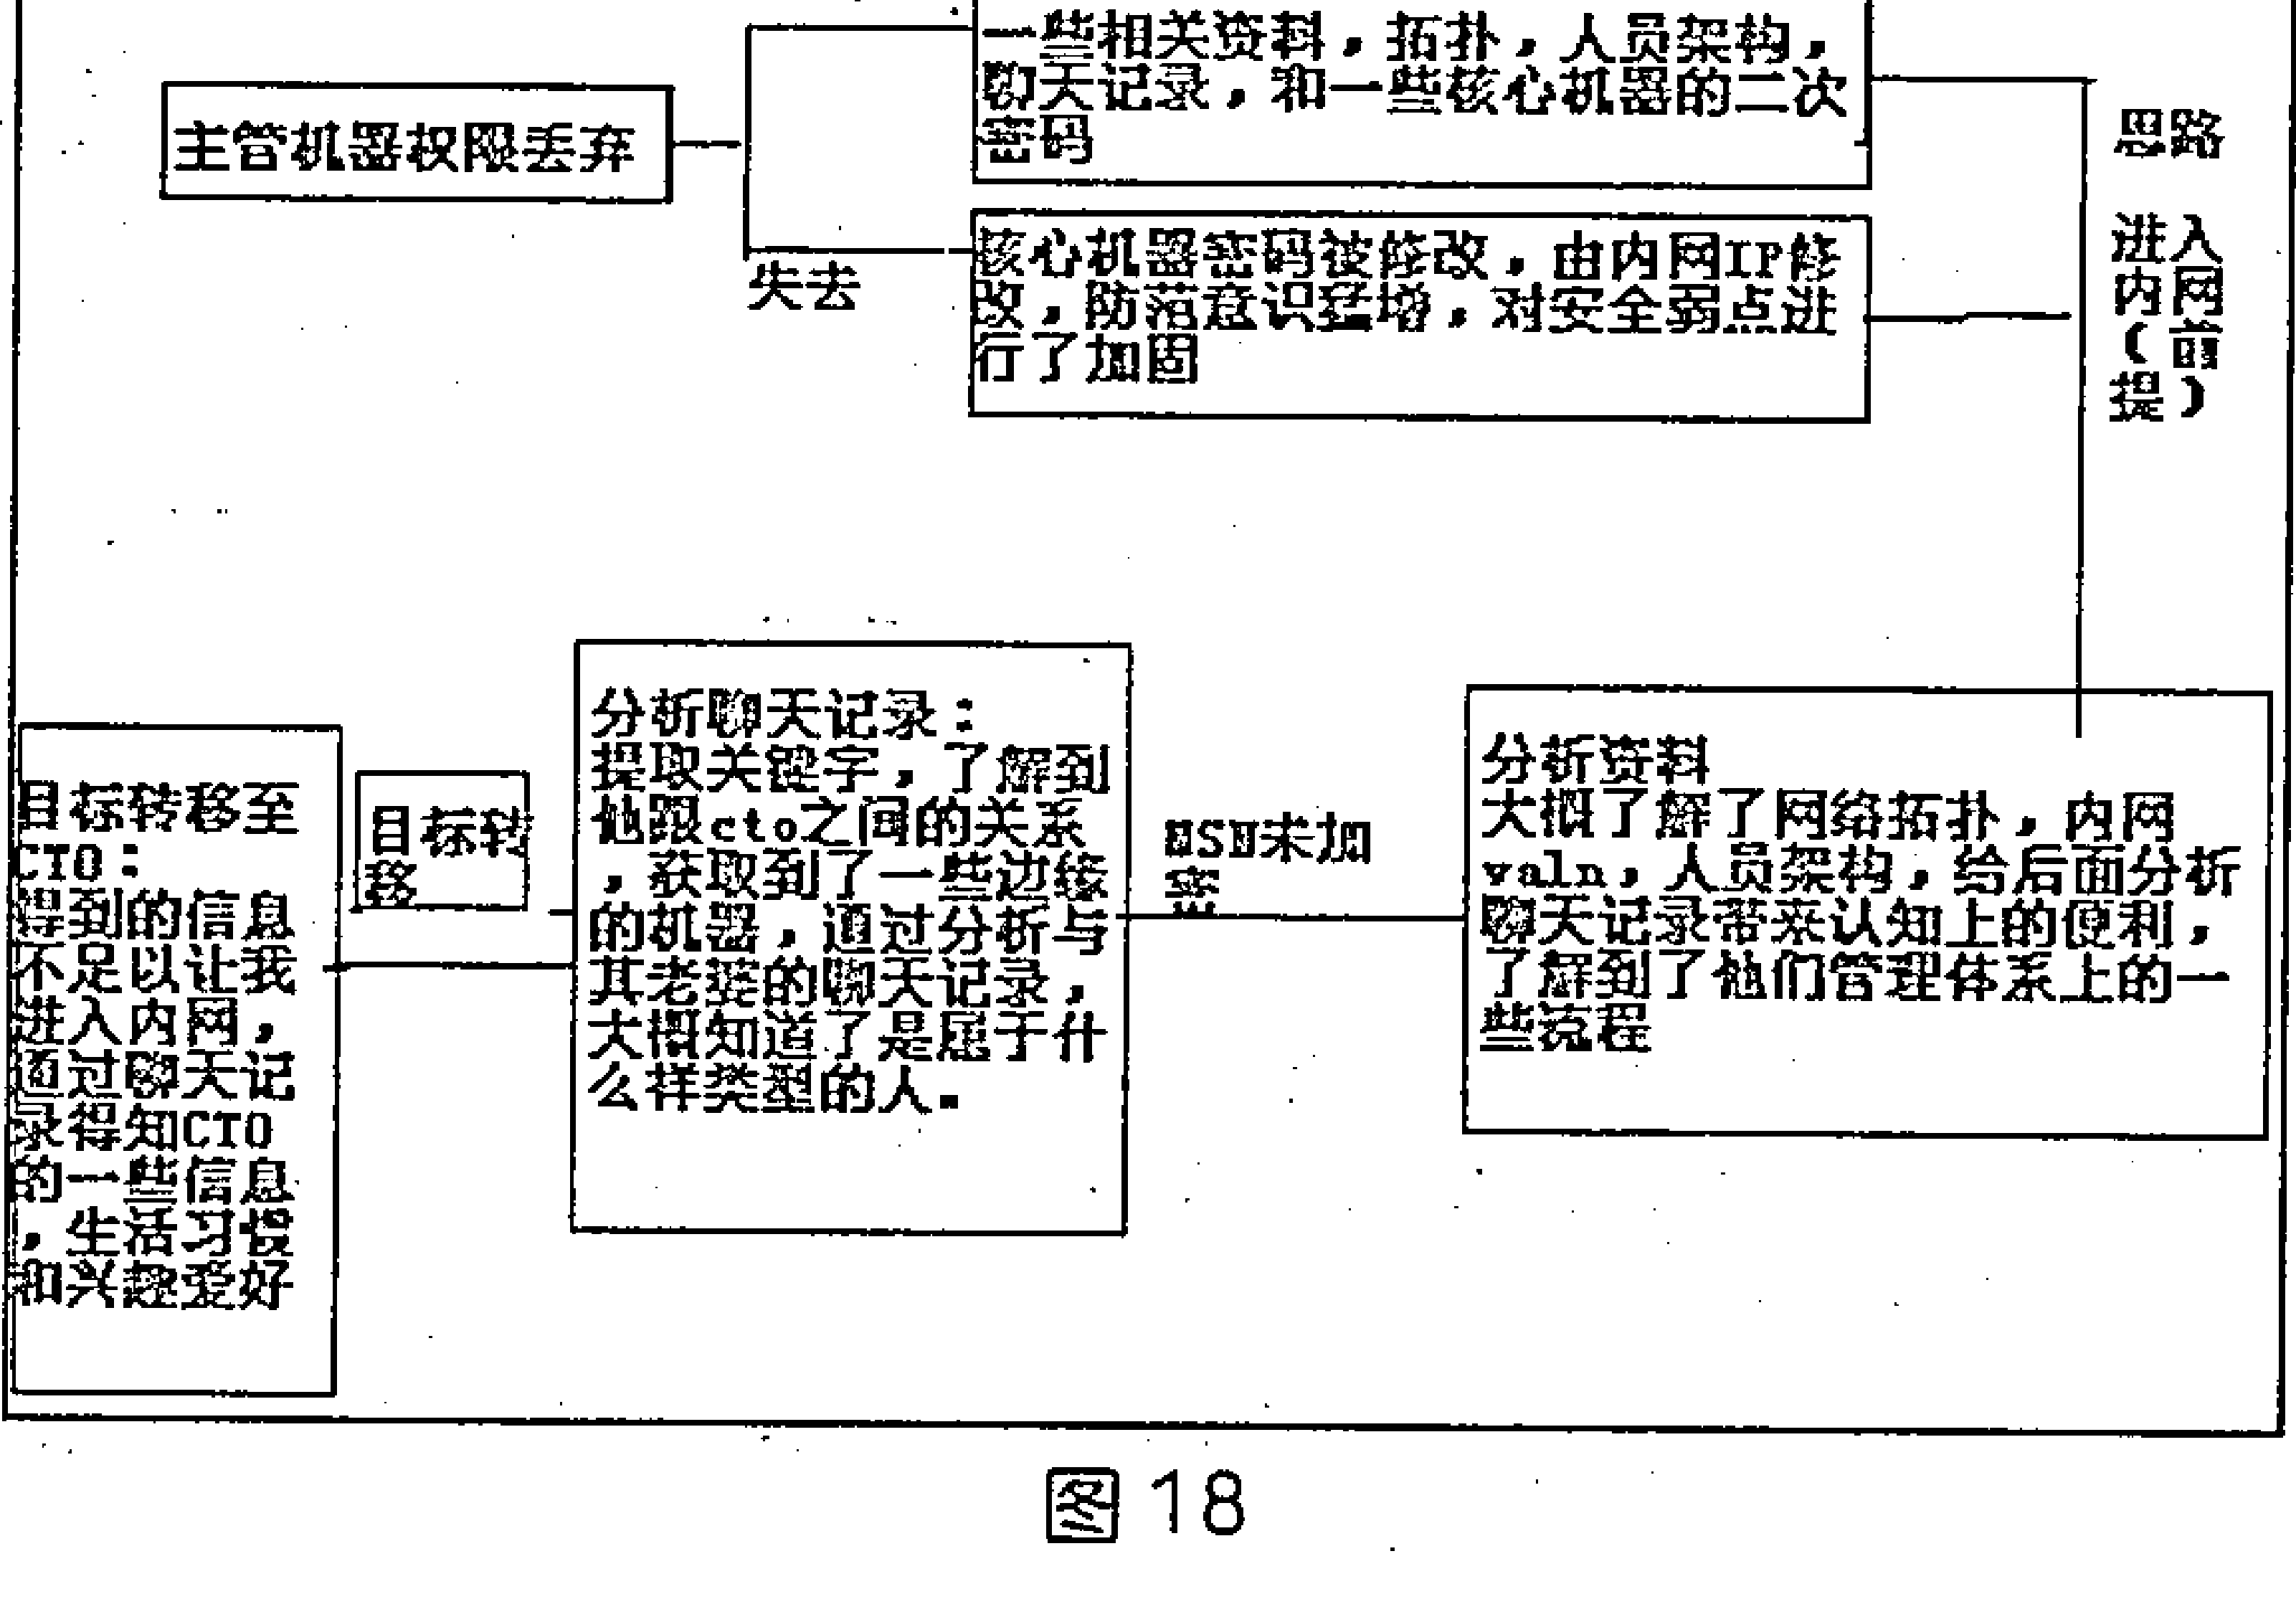 一些相关资料，拓扑，人员架构，
聊天记录，和一些核心机器的二次
密码
主管机器权限丢弃
思路
核心机器密码被修改，由内网IP修
改，防范意识猛增，对安全弱点进
行了加固
失去
进入
内网
（前
提）
分析资料
大概了解了网络拓扑，内网
valn，人员架构，给后面分析
聊天记录带来认知上的便利，
了解到了他们管理体系上的一
些流程
MSN未加
密
分析聊天记录：
提取关键字，了解到
他跟cto之间的关系
，获取到了一些边缘
的机器，通过分析与
其老婆的聊天记录，
大概知道了是属于什
么样类型的人。
目标转
移
目标转移至
CTO：
得到的信息
不足以让我
进入内网，
通过聊天记
录得知CTO
的一些信息
，生活习惯
和兴趣爱好
图18